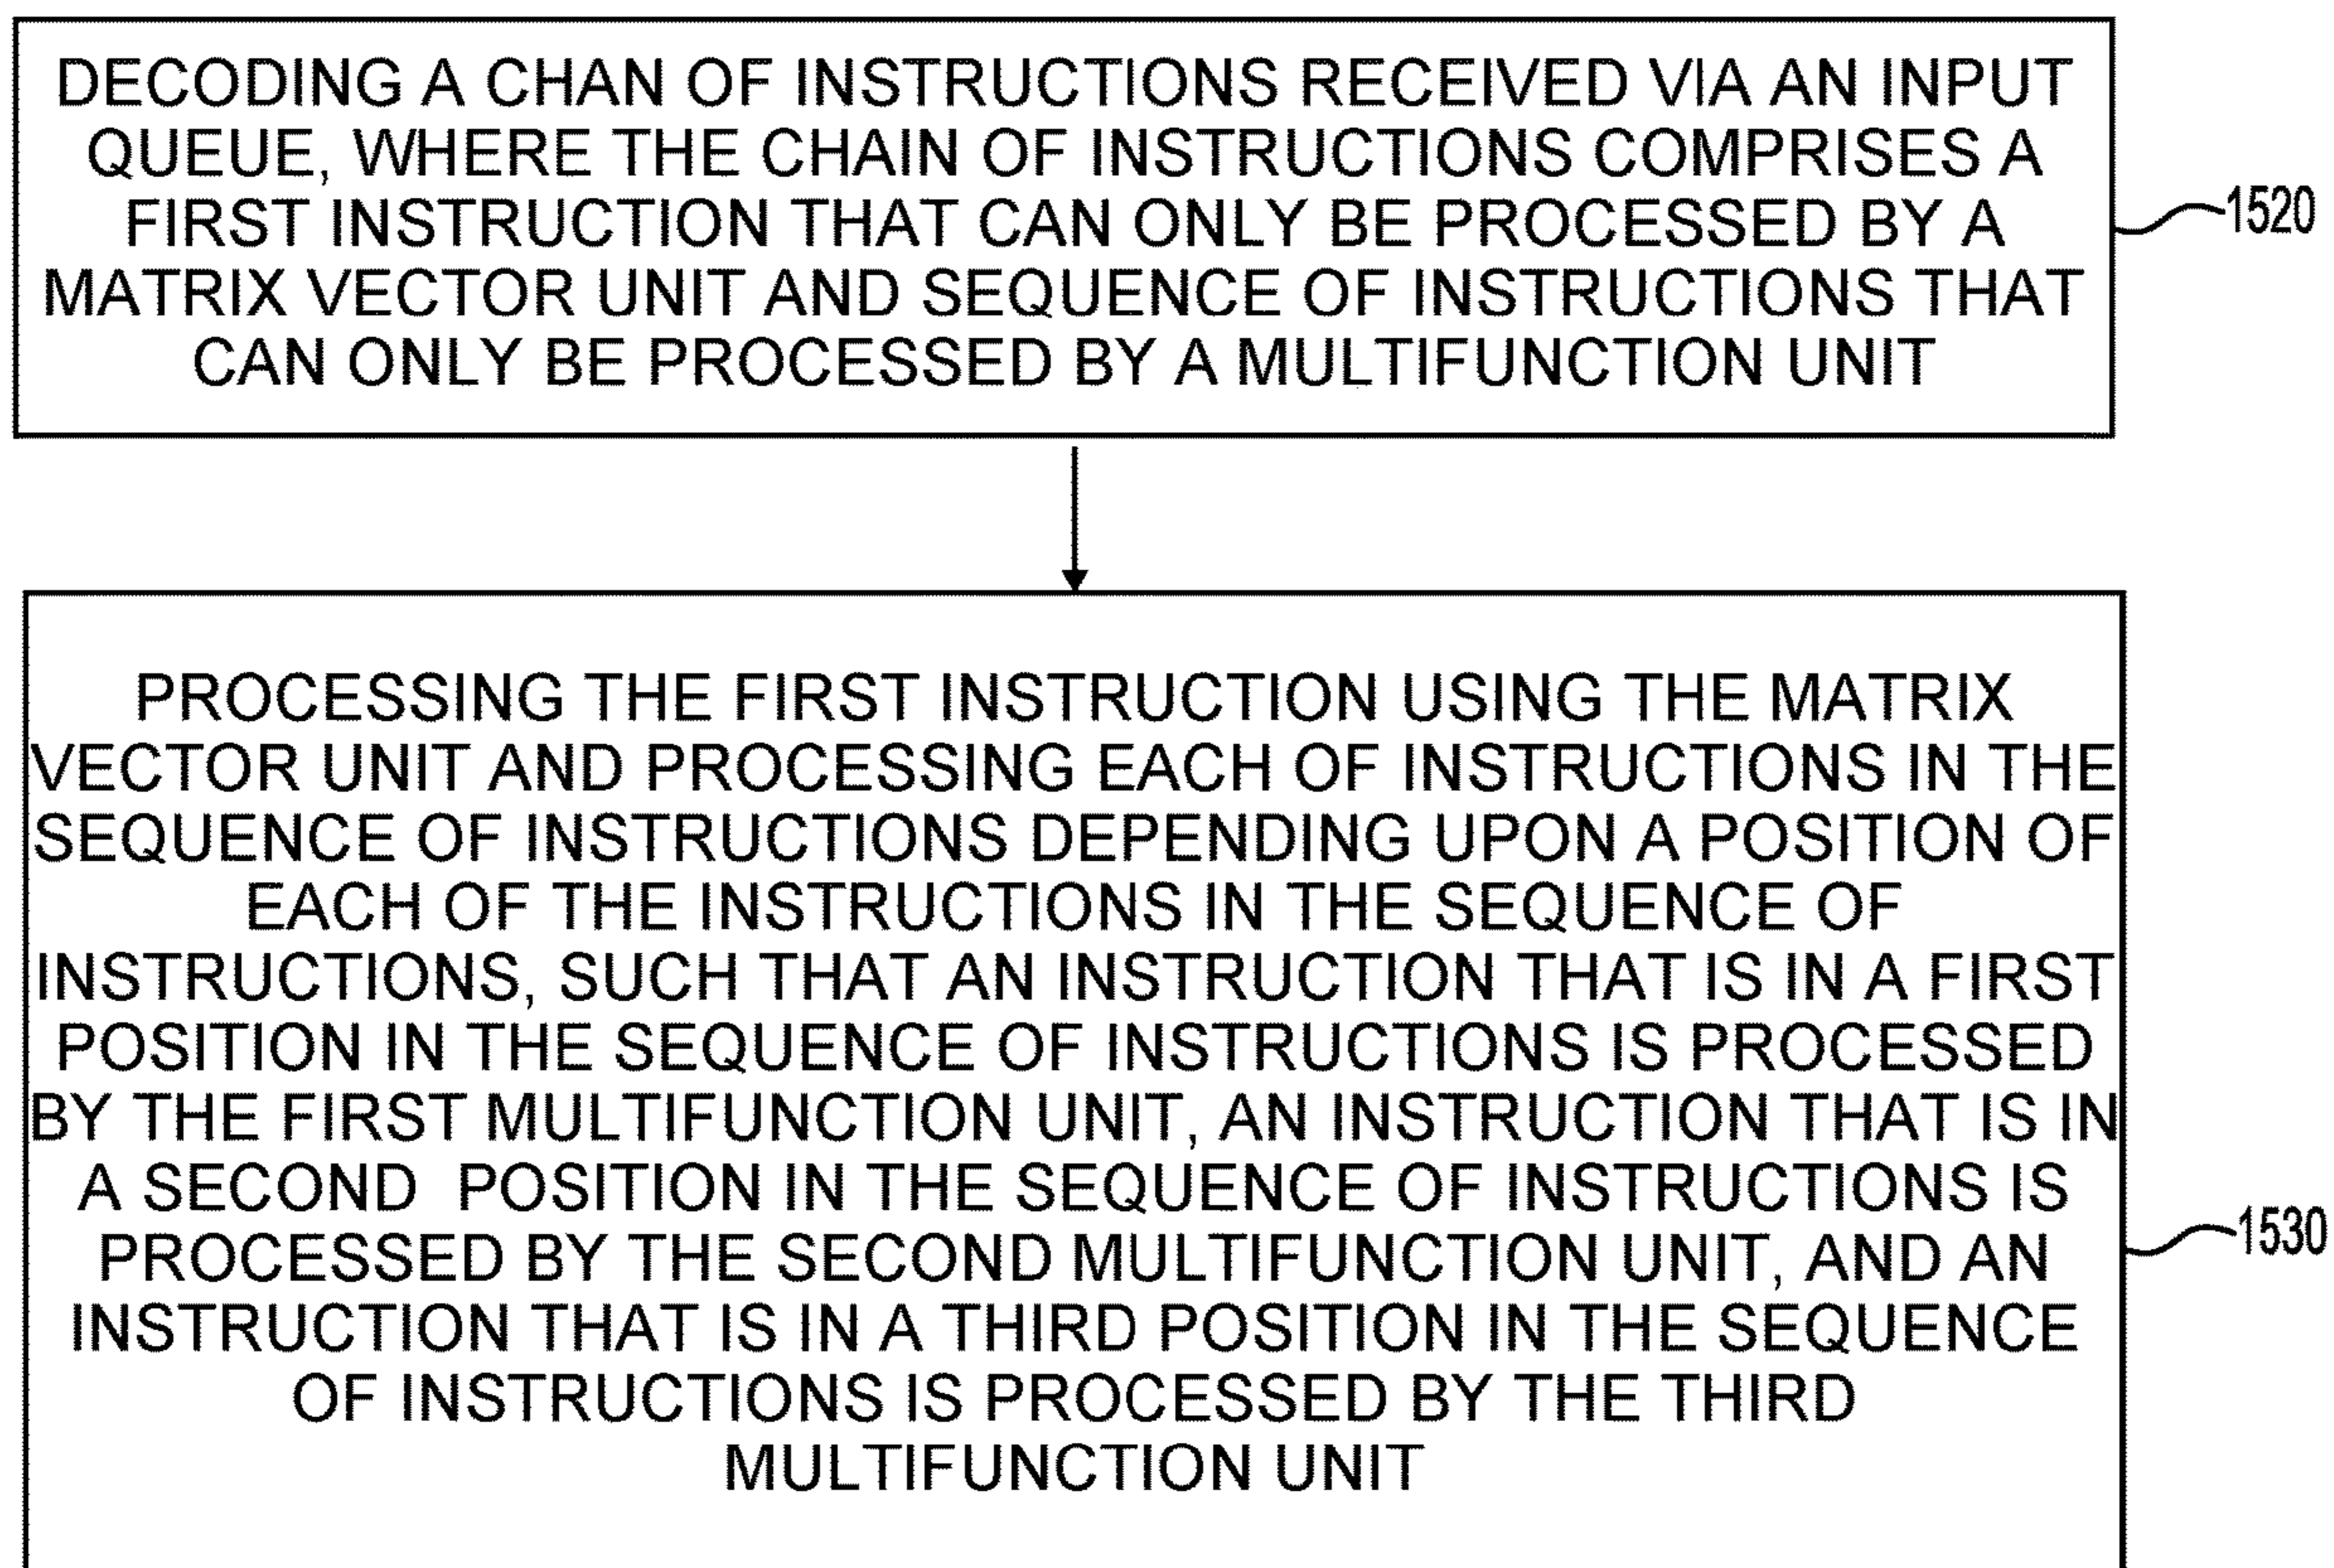 DECODING A CHAN OF INSTRUCTIONS RECEIVED VIA AN INPUT
QUEUE, WHERE THE CHAIN OF INSTRUCTIONS COMPRISES A
FIRST INSTRUCTION THAT CAN ONLY BE PROCESSED BY A
MATRIX VECTOR UNIT AND SEQUENCE OF INSTRUCTIONS THAT
CAN ONLY BE PROCESSED BY A MULTIFUNCTION UNIT
1520
PROCESSING THE FIRST INSTRUCTION USING THE MATRIX
VECTOR UNIT AND PROCESSING EACH OF INSTRUCTIONS IN THE
SEQUENCE OF INSTRUCTIONS DEPENDING UPON A POSITION OF
EACH OF THE INSTRUCTIONS IN THE SEQUENCE OF
INSTRUCTIONS, SUCH THAT AN INSTRUCTION THAT IS IN A FIRST
POSITION IN THE SEQUENCE OF INSTRUCTIONS IS PROCESSED
BY THE FIRST MULTIFUNCTION UNIT, AN INSTRUCTION THAT IS IN
A SECOND POSITION IN THE SEQUENCE OF INSTRUCTIONS IS
PROCESSED BY THE SECOND MULTIFUNCTION UNIT, AND AN
INSTRUCTION THAT IS IN A THIRD POSITION IN THE SEQUENCE
OF INSTRUCTIONS IS PROCESSED BY THE THIRD
MULTIFUNCTION UNIT
1530